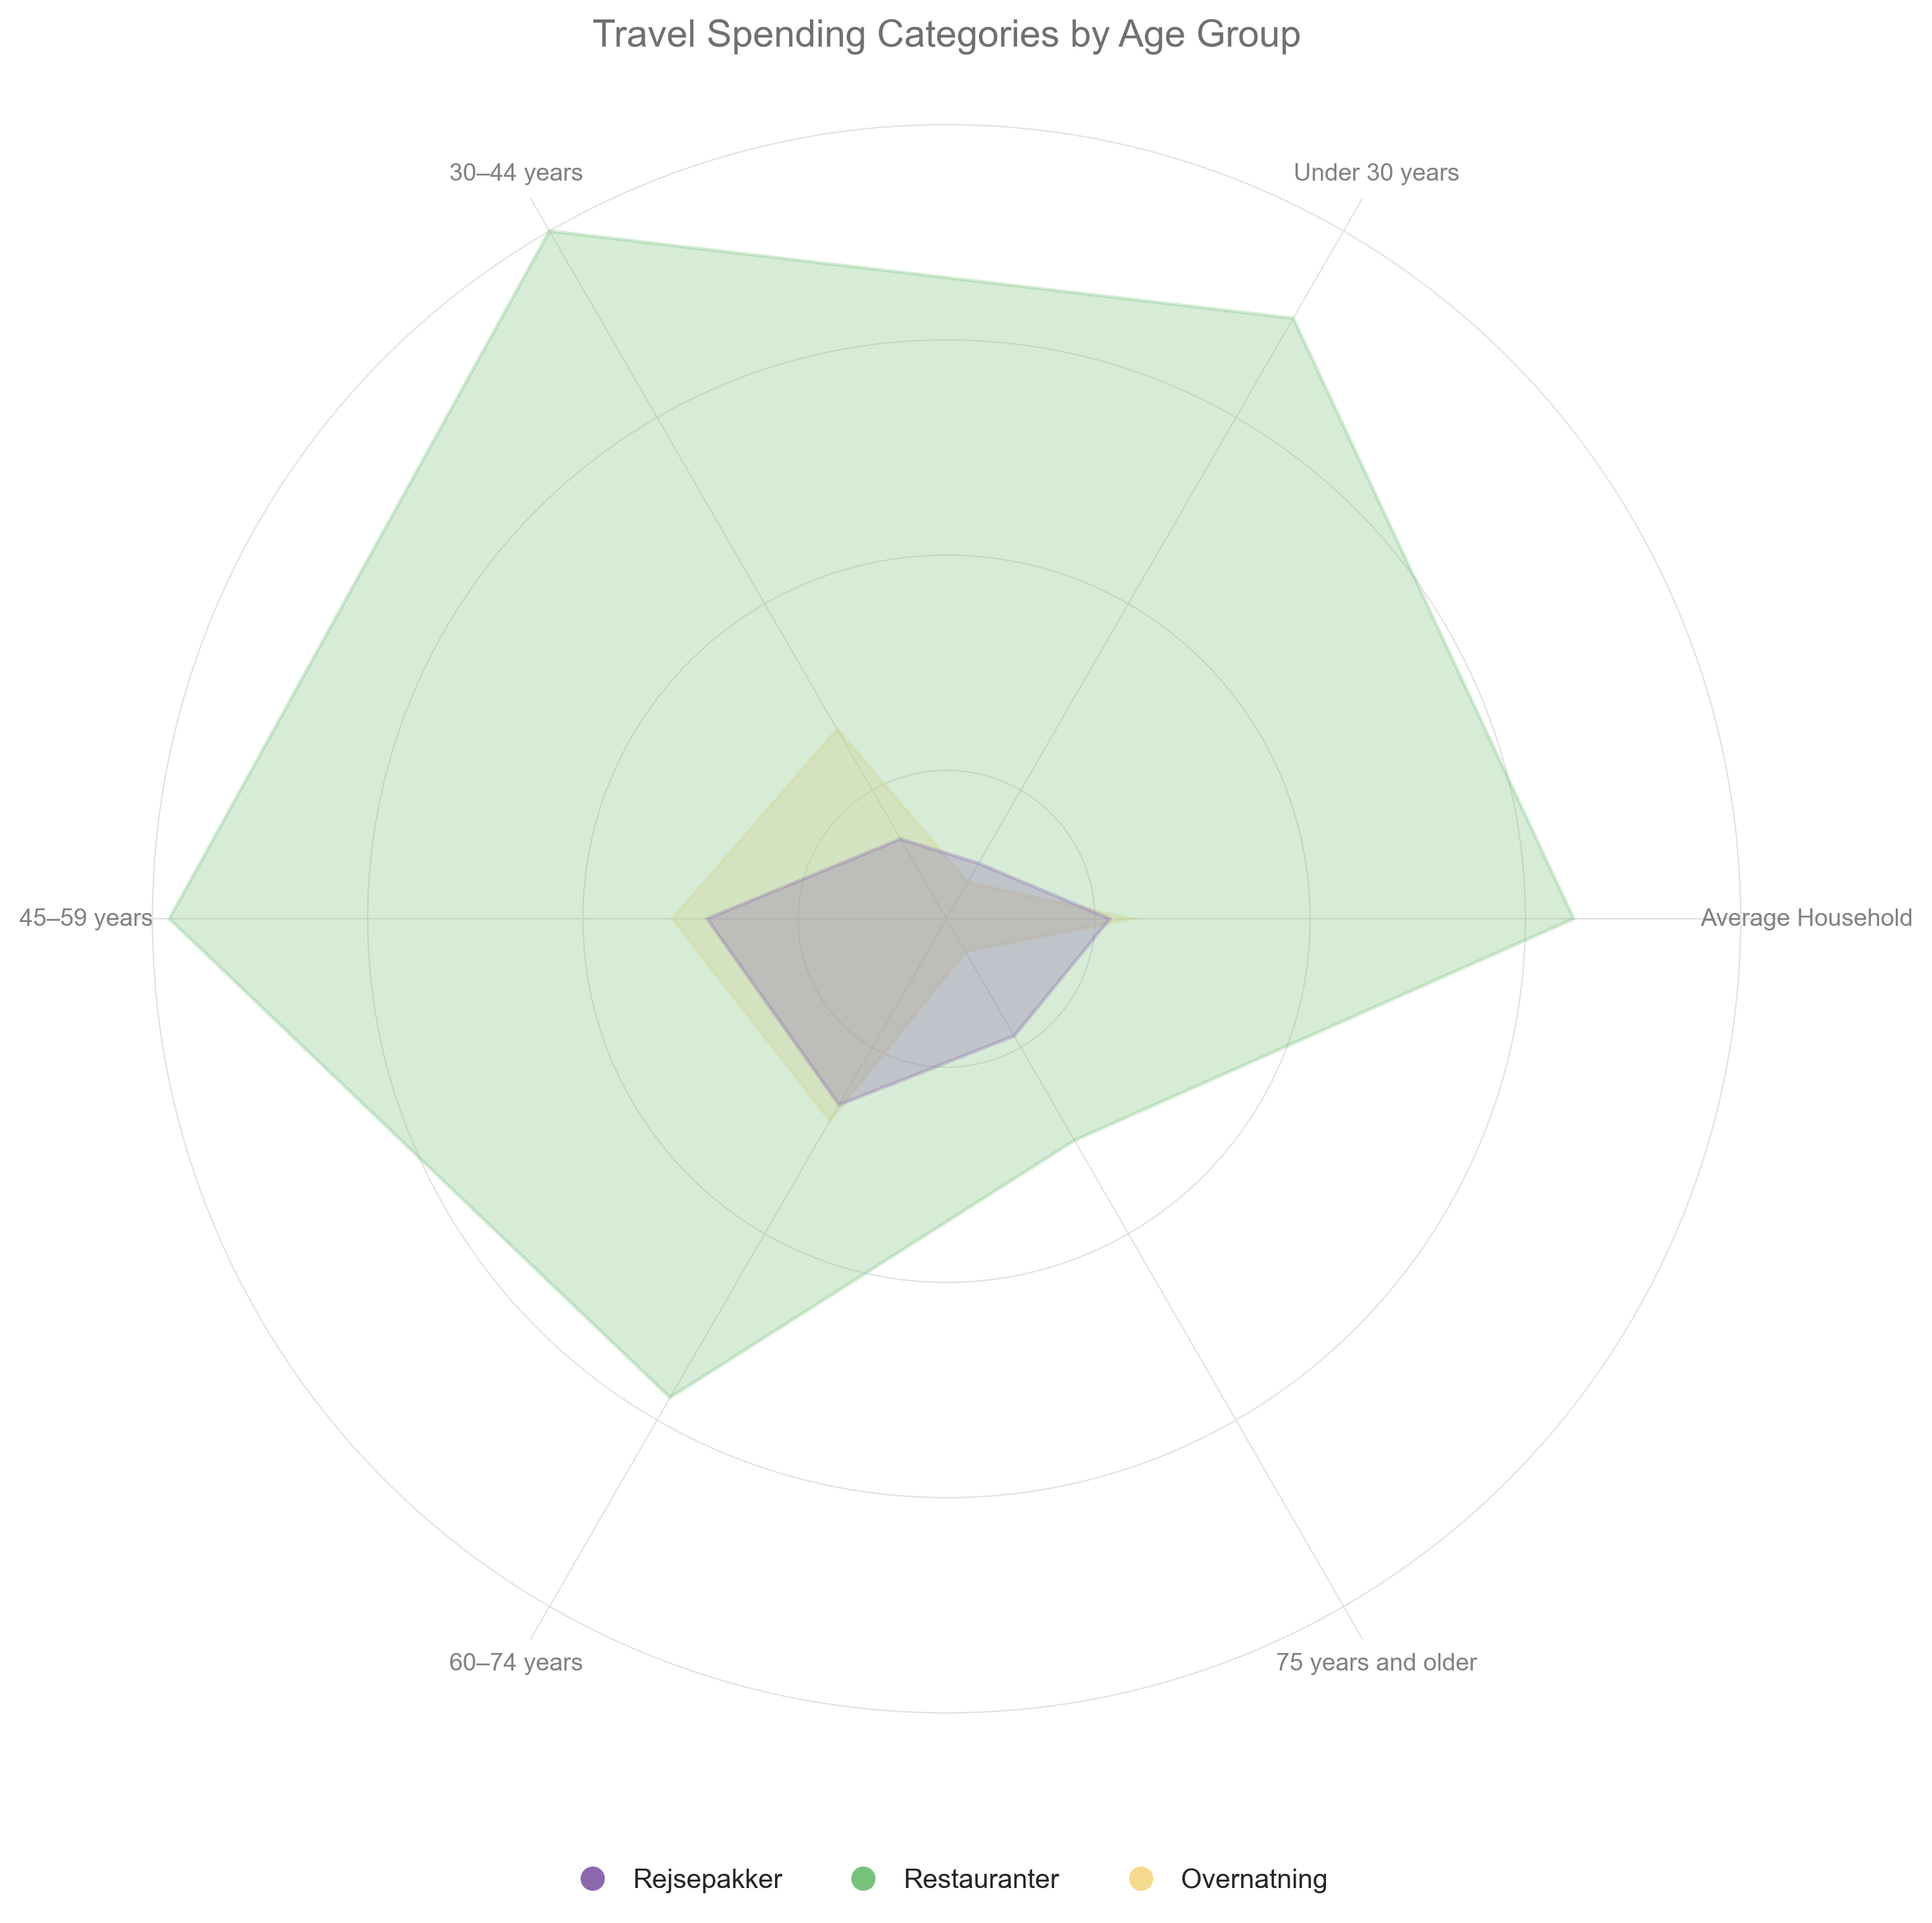 Travel Spending Categories by Age Group
30–44 years
Under 30 years
45–59 years
Average Household
60–74 years
75 years and older
Rejsepakker
Restauranter
Overnatning